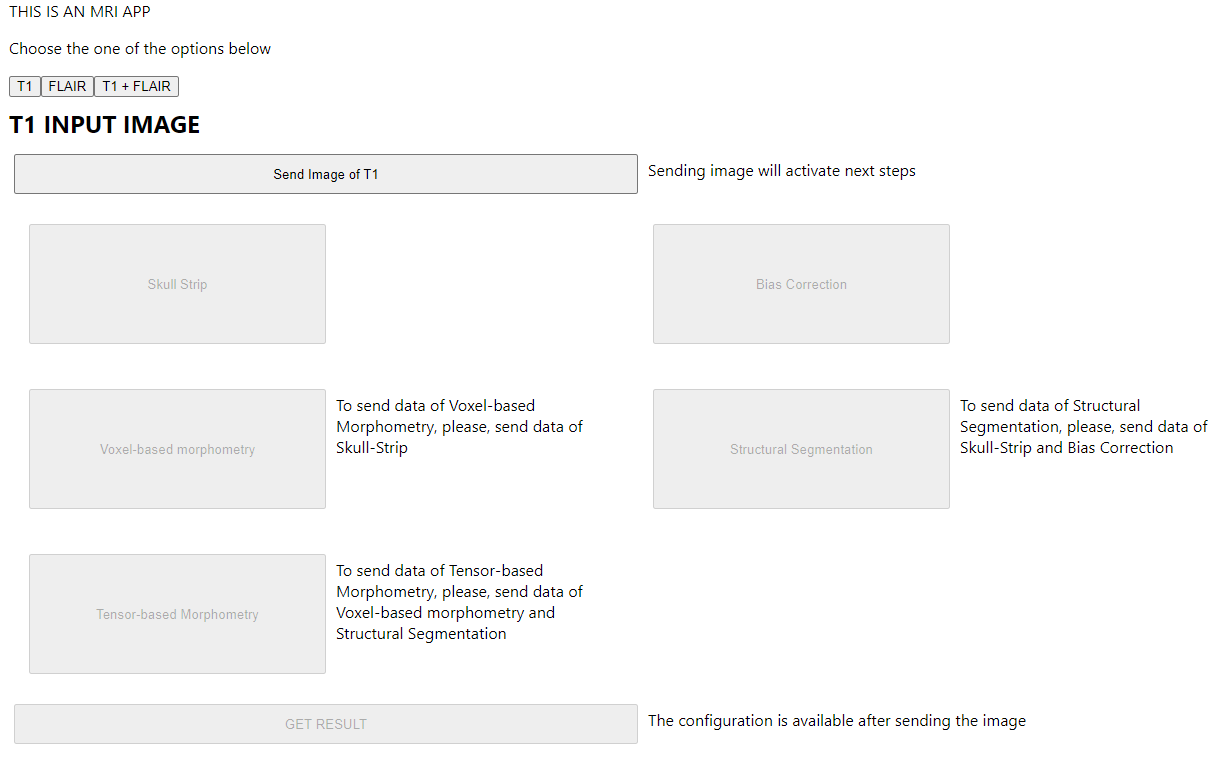 THIS IS AN MRI APP
Choose the one of the options below
T1 FLAIR T1 + FLAIR
T1 INPUT IMAGE
Send Image of T1
Sending image will activate next steps
Skull Strip
Bias Correction
Voxel-based morphometry
To send data of Voxel-based
Morphometry, please, send data of
Skull-Strip
Structural Segmentation
To send data of Structural
Segmentation, please, send data of
Skull-Strip and Bias Correction
Tensor-based Morphometry
To send data of Tensor-based
Morphometry, please, send data of
Voxel-based morphometry and
Structural Segmentation
GET RESULT
The configuration is available after sending the image